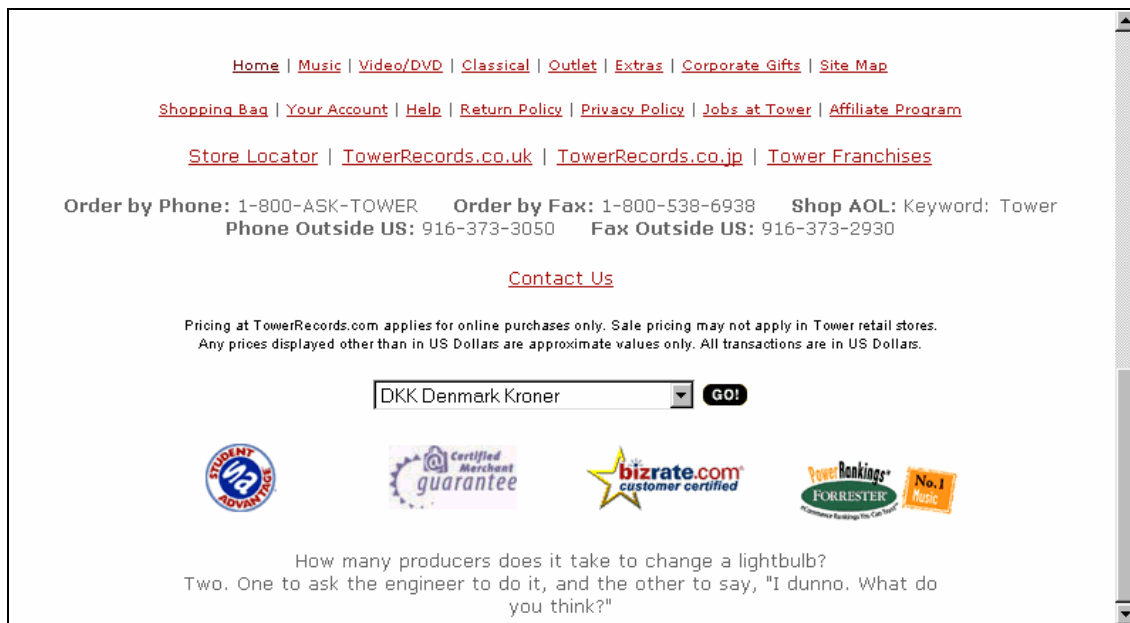 Home | Music | Video/DVD | Classical | Outlet | Extras | Corporate Gifts | Site Map
Shopping Bag | Your Account | Help | Return Policy | Privacy Policy | Jobs at Tower | Affiliate Program
Store Locator | TowerRecords.co.uk | TowerRecords.co.jp | Tower Franchises
Order by Phone: 1-800-ASK-TOWER Order by Fax: 1-800-538-6938 Shop AOL: Keyword: Tower
Phone Outside US: 916-373-3050 Fax Outside US: 916-373-2930
Contact Us
Pricing at TowerRecords.com applies for online purchases only. Sale pricing may not apply in Tower retail stores.
Any prices displayed other than in US Dollars are approximate values only. All transactions are in US Dollars.
DKK Denmark Kroner GO!
STUDENT
SA
ADVANTAGE
@ Certified
Merchant
guarantee
bizrate.com
customer certified
PowerRankings
FORRESTER
eCommerce Rankings You Can Trust
No.1
Music
How many producers does it take to change a lightbulb?
Two. One to ask the engineer to do it, and the other to say, "I dunno. What do
you think?"